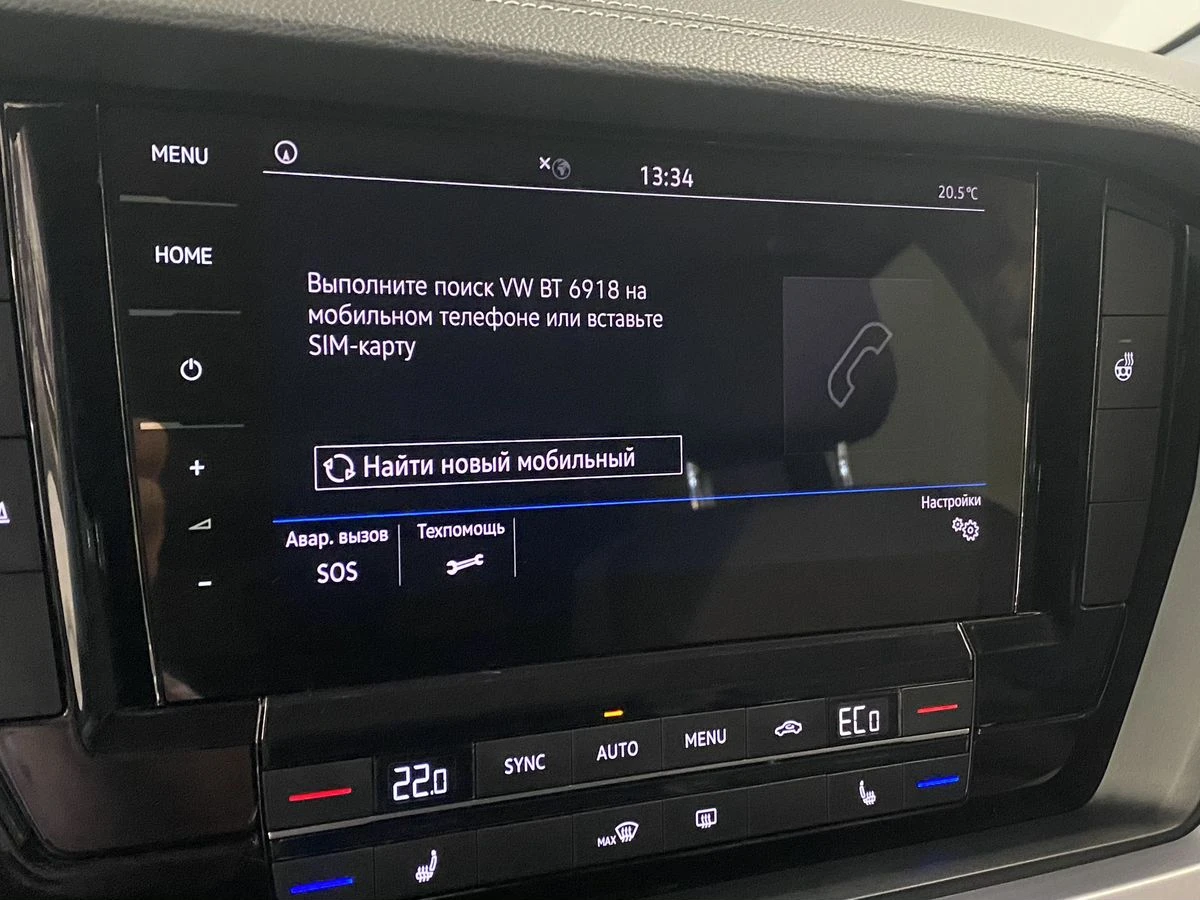 MENU
13:34
20.5°C
HOME
Выполните поиск VW BT 6918 на
мобильном телефоне или вставьте
SIM-карту
+
-
Найти новый мобильный
Настройки
Авар. вызов
SOS
Техпомощь
22.0
SYNC
AUTO
MENU
ECO
MAX